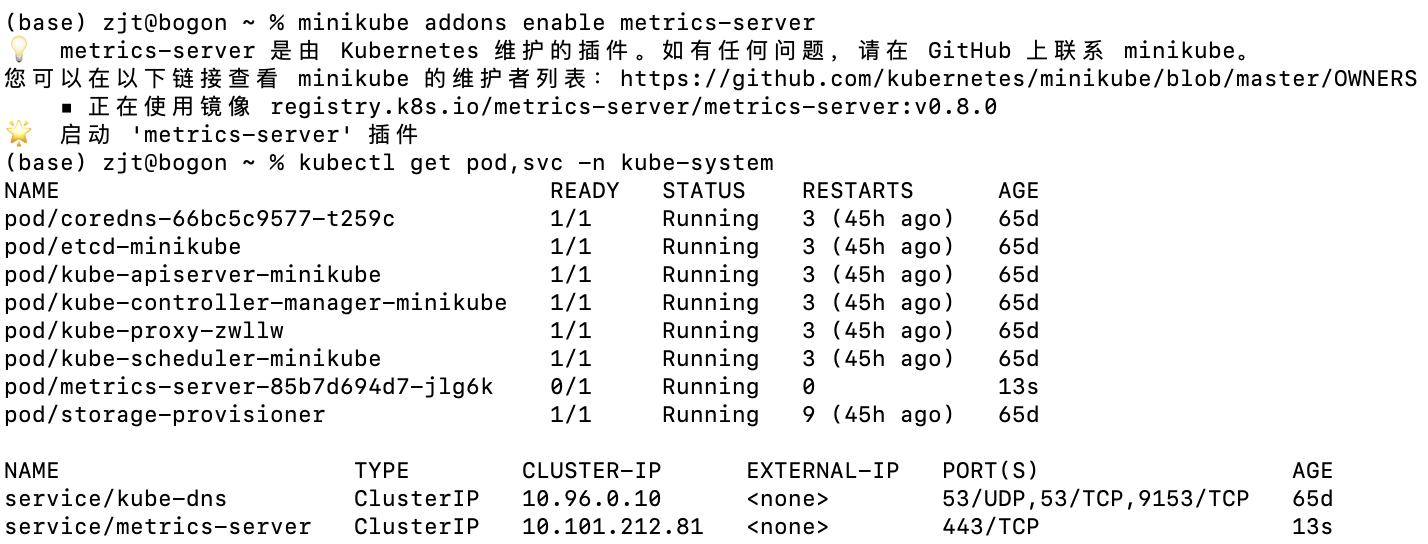 (base) zjt@bogon ~ % minikube addons enable metrics-server
💡 metrics-server 是由 Kubernetes 维护的插件。如有任何问题，请在 GitHub 上联系 minikube。
您可以在以下链接查看 minikube 的维护者列表：https://github.com/kubernetes/minikube/blob/master/OWNERS
▪ 正在使用镜像 registry.k8s.io/metrics-server/metrics-server:v0.8.0
🌟 启动 'metrics-server' 插件
(base) zjt@bogon ~ % kubectl get pod,svc -n kube-system
NAME READY STATUS RESTARTS AGE
pod/coredns-66bc5c9577-t259c 1/1 Running 3 (45h ago) 65d
pod/etcd-minikube 1/1 Running 3 (45h ago) 65d
pod/kube-apiserver-minikube 1/1 Running 3 (45h ago) 65d
pod/kube-controller-manager-minikube 1/1 Running 3 (45h ago) 65d
pod/kube-proxy-zwllw 1/1 Running 3 (45h ago) 65d
pod/kube-scheduler-minikube 1/1 Running 3 (45h ago) 65d
pod/metrics-server-85b7d694d7-jlg6k 0/1 Running 0 13s
pod/storage-provisioner 1/1 Running 9 (45h ago) 65d
NAME TYPE CLUSTER-IP EXTERNAL-IP PORT(S) AGE
service/kube-dns ClusterIP 10.96.0.10 <none> 53/UDP,53/TCP,9153/TCP 65d
service/metrics-server ClusterIP 10.101.212.81 <none> 443/TCP 13s